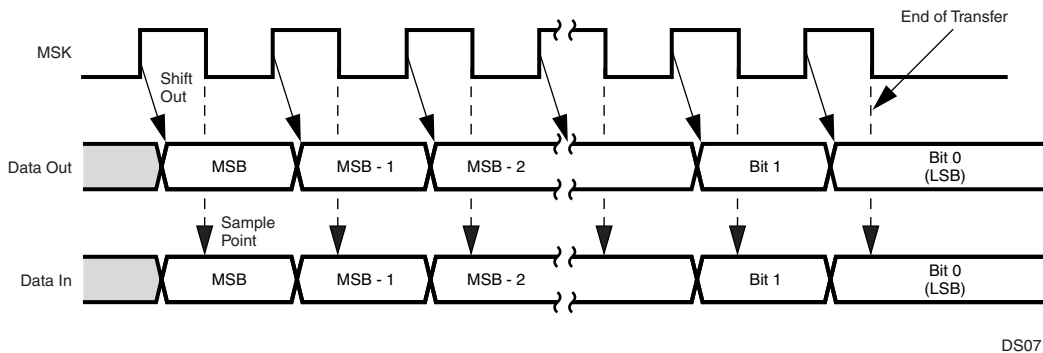 End of Transfer
MSK
Shift
Out
Data Out
MSB
MSB - 1
MSB - 2
Bit 1
Bit 0
(LSB)
Sample
Point
Data In
MSB
MSB - 1
MSB - 2
Bit 1
Bit 0
(LSB)
DS07